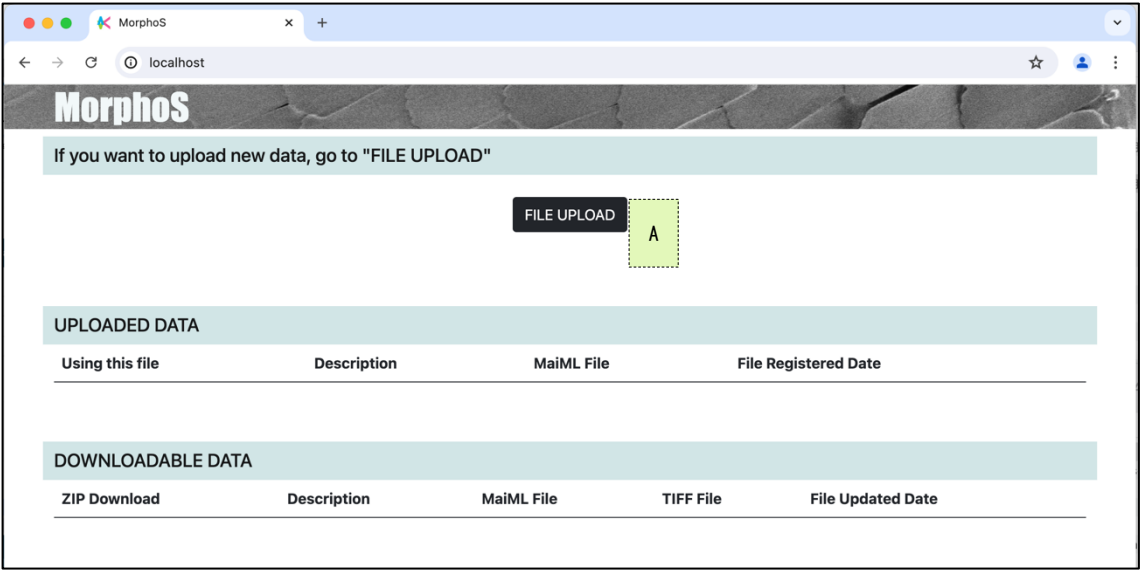 MorphoS
localhost
MorphoS
If you want to upload new data, go to "FILE UPLOAD"
FILE UPLOAD
A
UPLOADED DATA
Using this file Description MaiML File File Registered Date
DOWNLOADABLE DATA
ZIP Download Description MaiML File TIFF File File Updated Date